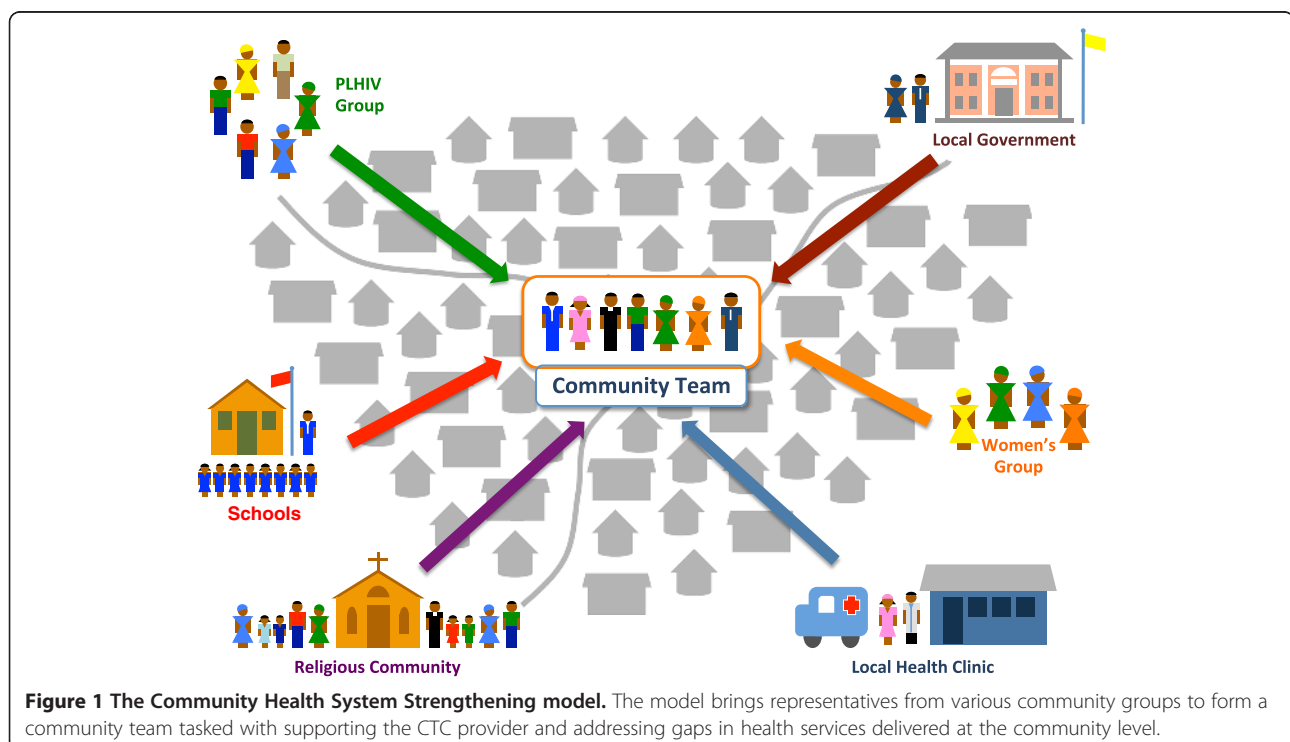 PLHIV
Group
Local Government
Community Team
Women's
Group
Schools
Religious Community
Local Health Clinic
Figure 1 The Community Health System Strengthening model. The model brings representatives from various community groups to form a
community team tasked with supporting the CTC provider and addressing gaps in health services delivered at the community level.